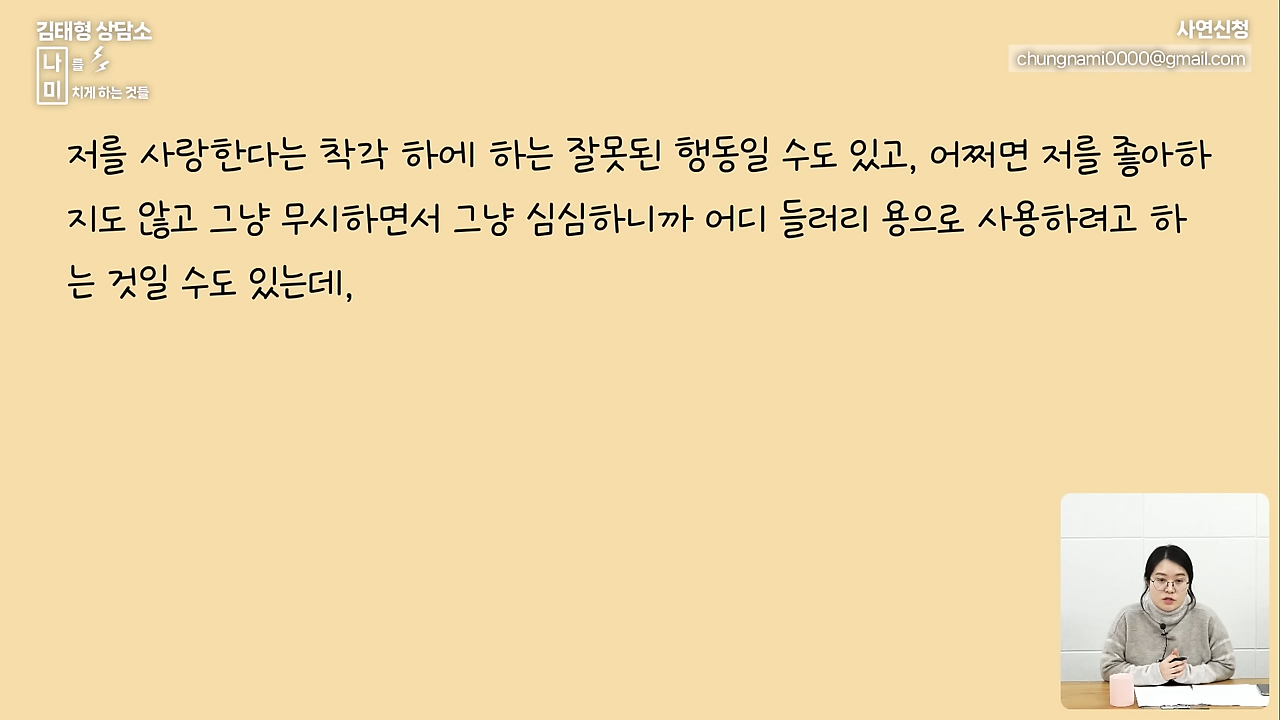 김태형 상담소
나를
미치게 하는 것들
사연신청
chungnami0000@gmail.com
저를 사랑한다는 착각 하에 하는 잘못된 행동일 수도 있고, 어쩌면 저를 좋아하
지도 않고 그냥 무시하면서 그냥 심심하니까 어디 들러리 용으로 사용하려고 하
는 것일 수도 있는데,